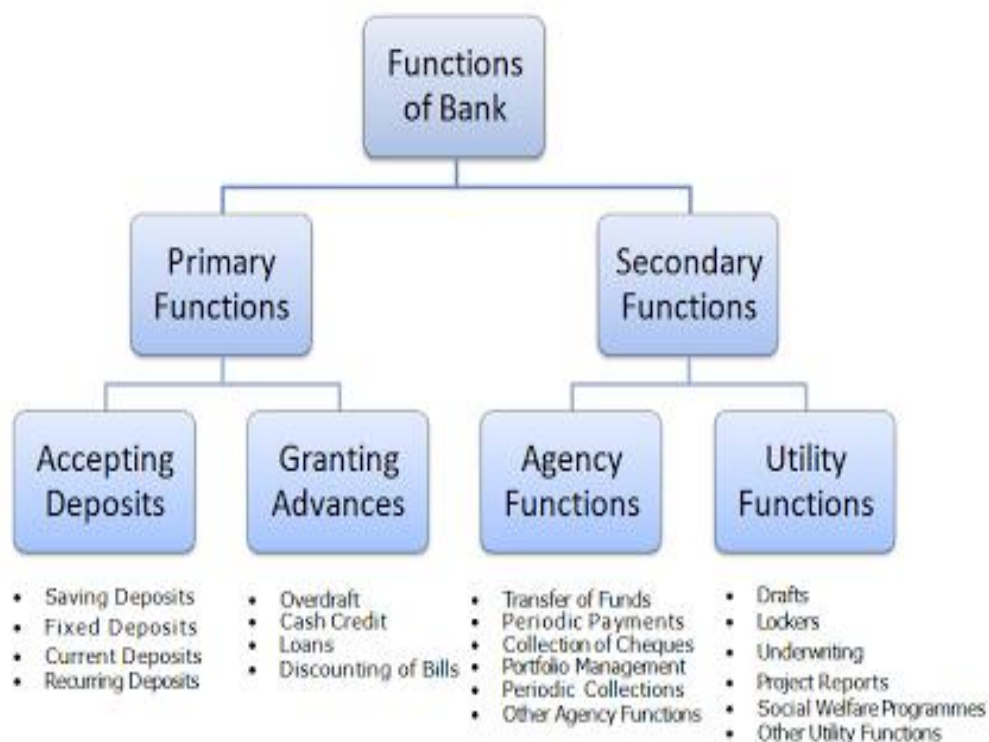 Functions
of Bank
Primary
Functions
Secondary
Functions
Accepting
Deposits
Granting
Advances
Agency
Functions
Utility
Functions
• Saving Deposits
• Fixed Deposits
• Current Deposits
• Recurring Deposits
• Overdraft
• Cash Credit
• Loans
• Discounting of Bills
• Transfer of Funds
• Periodic Payments
• Collection of Cheques
• Portfolio Management
• Periodic Collections
• Other Agency Functions
• Drafts
• Lockers
• Underwriting
• Project Reports
• Social Welfare Programmes
• Other Utility Functions